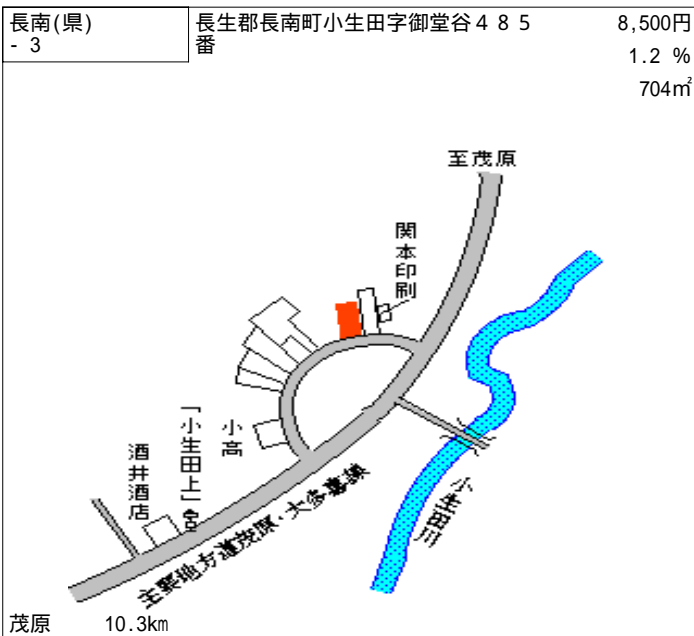 長南(県)
- 3
長生郡長南町小生田字御堂谷４８５
番
8,500円
1.2 %
704㎡
至茂原
関本印刷
小高
「小生田上」
酒井酒店
主要地方道茂原・大多喜線
小生田川
茂原 10.3km